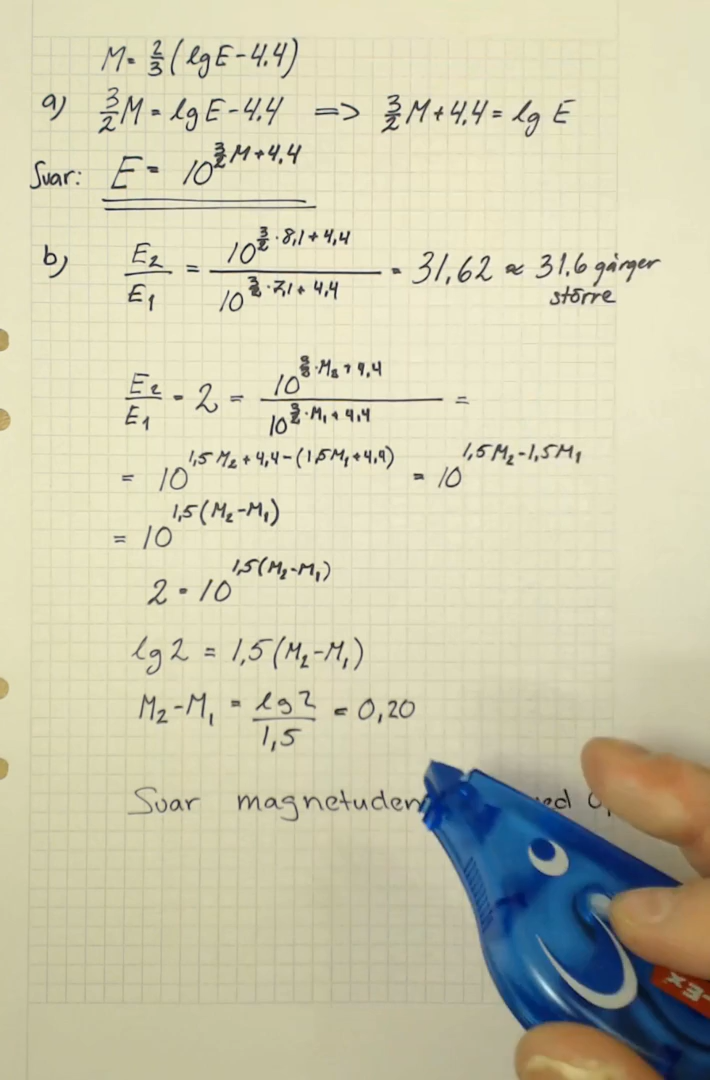 M = 2/3 (lg E - 4.4)
a) 3/2 M = lg E - 4.4 => 3/2 M + 4.4 = lg E
Svar: E = 10^(3/2 M + 4.4)
b) E₂/E₁ = 10^(3/2 · 8,1 + 4,4) / 10^(3/2 · 7,1 + 4,4) = 31,62 ≈ 31.6 gånger
större
E₂/E₁ = 2 = 10^(3/2 · M₂ + 4,4) / 10^(3/2 · M₁ + 4,4) =
= 10^(1,5 M₂ + 4,4 - (1,5 M₁ + 4,4)) = 10^(1,5 M₂ - 1,5 M₁)
= 10^(1,5 (M₂ - M₁))
2 = 10^(1,5 (M₂ - M₁))
lg 2 = 1,5 (M₂ - M₁)
M₂ - M₁ = lg 2 / 1,5 = 0,20
Svar magnetuden